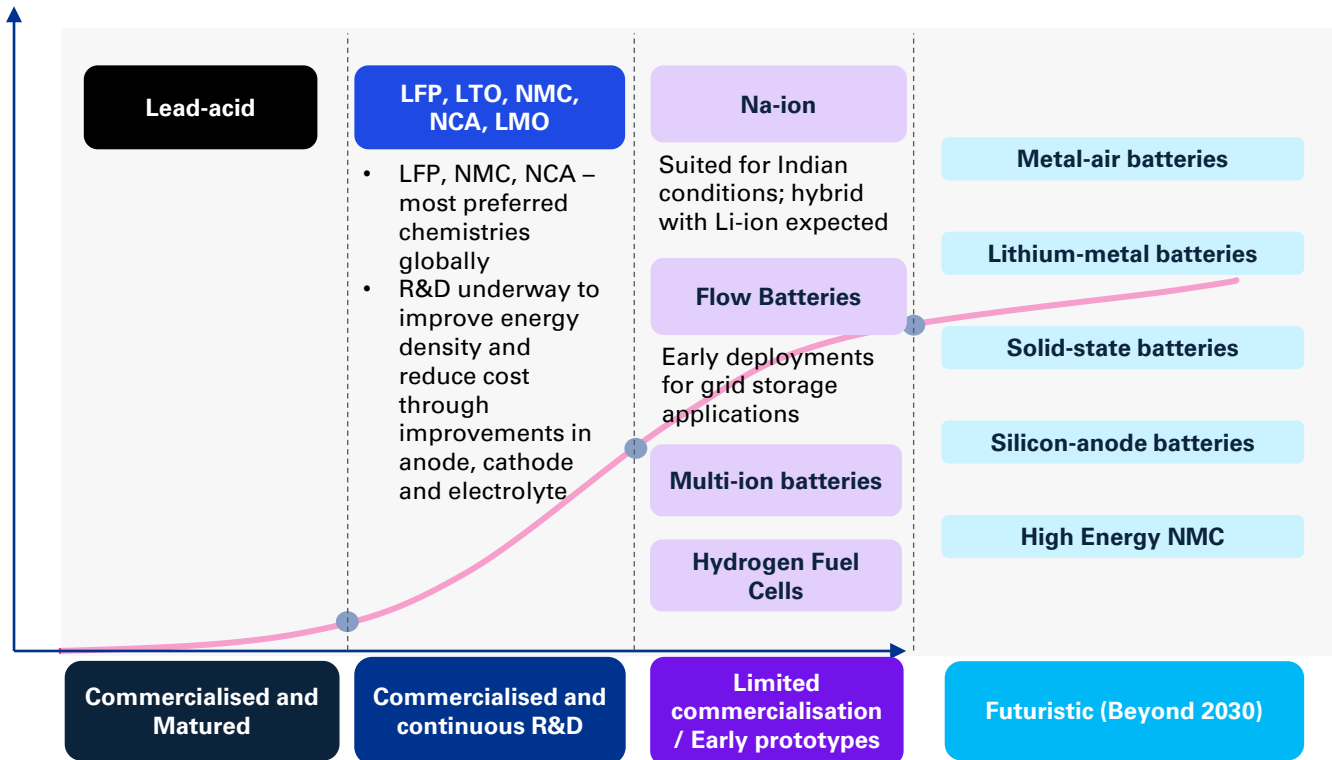 Lead-acid
LFP, LTO, NMC,
NCA, LMO
• LFP, NMC, NCA –
most preferred
chemistries
globally
• R&D underway to
improve energy
density and
reduce cost
through
improvements in
anode, cathode
and electrolyte
Na-ion
Suited for Indian
conditions; hybrid
with Li-ion expected
Flow Batteries
Early deployments
for grid storage
applications
Multi-ion batteries
Hydrogen Fuel
Cells
Metal-air batteries
Lithium-metal batteries
Solid-state batteries
Silicon-anode batteries
High Energy NMC
Commercialised and
Matured
Commercialised and
continuous R&D
Limited
commercialisation
/ Early prototypes
Futuristic (Beyond 2030)